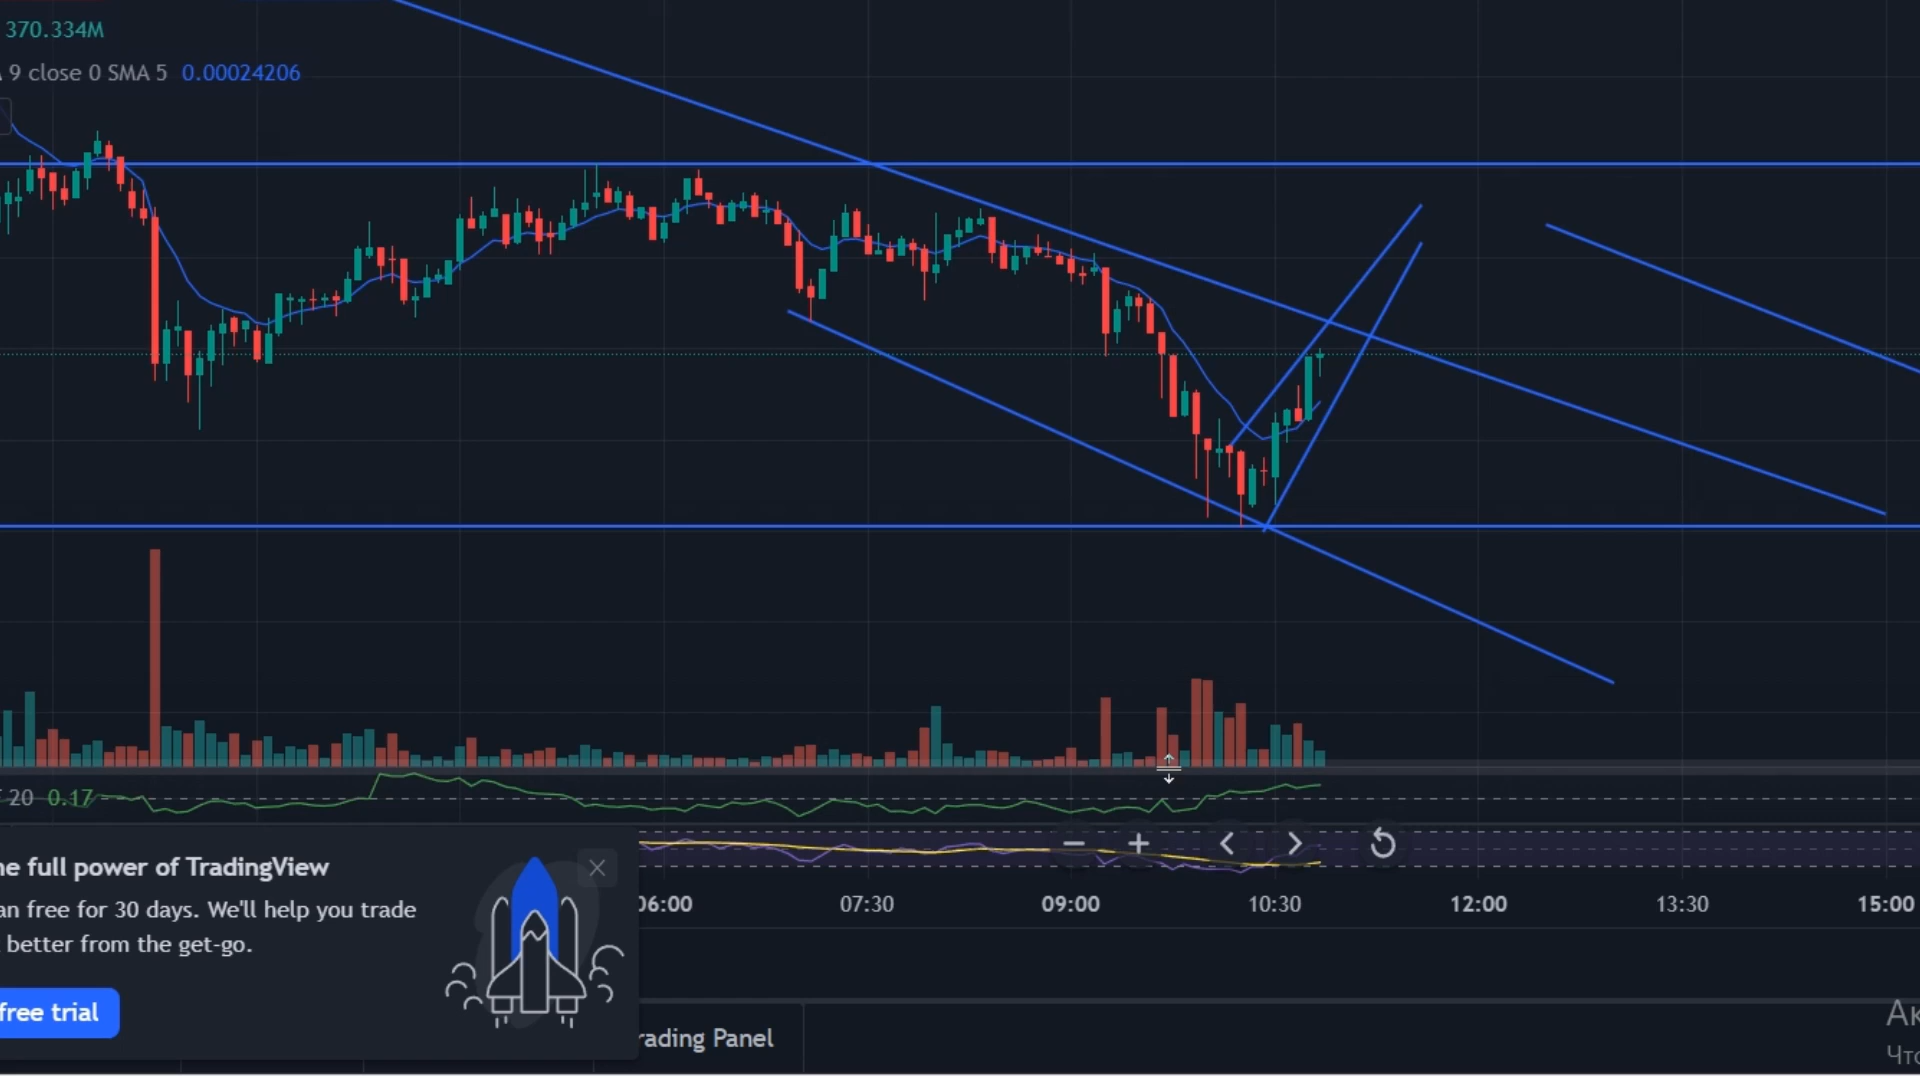 370.334M
9 close 0 SMA 5 0.00024206
20 0.17
he full power of TradingView
an free for 30 days. We'll help you trade
better from the get-go.
free trial
06:00 07:30 09:00 10:30 12:00 13:30 15:00
rading Panel
Ак
Что